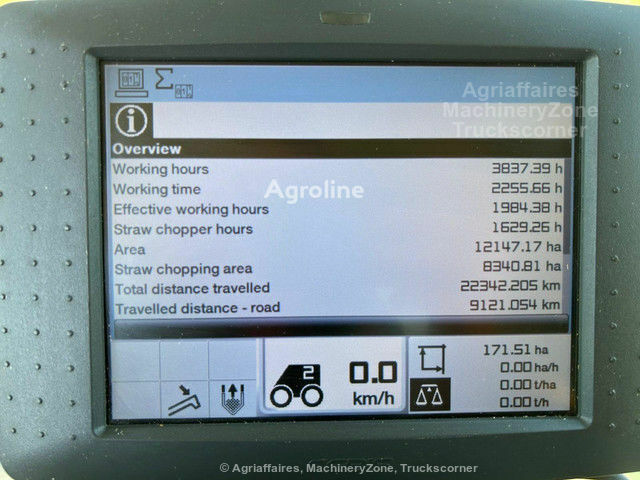 Agriaffaires
MachineryZone
Truckscorner
Overview
Working hours 3837.39 h
Working time 2255.66 h
Agroline
Effective working hours 1984.38 h
Straw chopper hours 1629.26 h
Area 12147.17 ha
Straw chopping area 8340.81 ha
Total distance travelled 22342.205 km
Travelled distance - road 9121.054 km
2
0.0
km/h
171.51 ha
0.00 ha/h
0.00 t/ha
0.00 t/h
© Agriaffaires, MachineryZone, Truckscorner